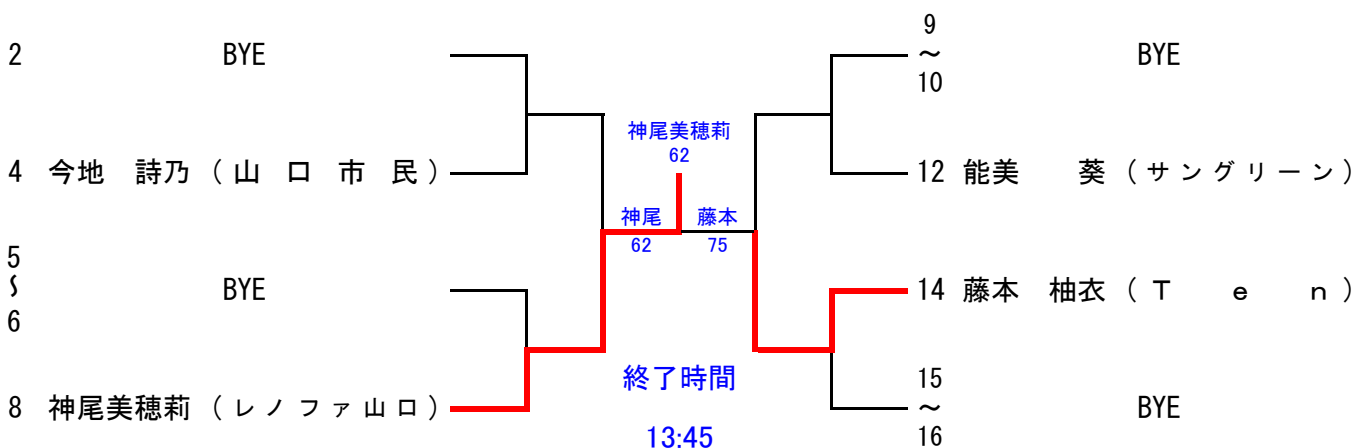 2 BYE
4 今地 詩乃 (山口市民)
5
～
6
BYE
8 神尾美穂莉 (レノファ山口)
神尾美穂莉
62
神尾 藤本
62 75
終了時間
13:45
9
～
10
BYE
12 能美 葵 (サングリーン)
14 藤本 柚衣 (Ten)
15
～
16
BYE